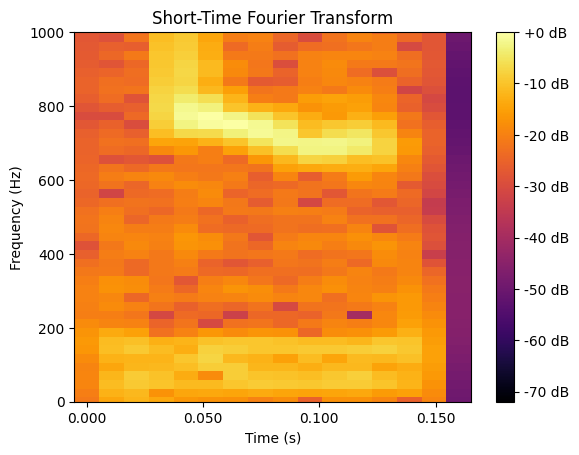 Short-Time Fourier Transform
1000
800
600
400
200
0
Frequency (Hz)
0.000
0.050
0.100
0.150
Time (s)
+0 dB
-10 dB
-20 dB
-30 dB
-40 dB
-50 dB
-60 dB
-70 dB